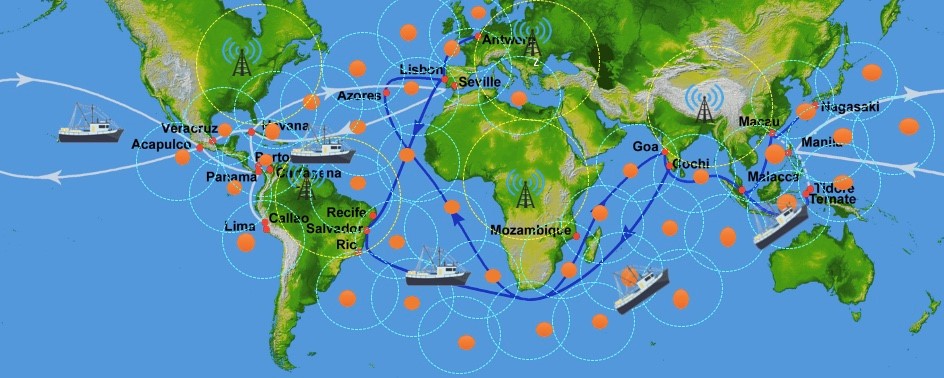 Antwerp
Z
Lisbon
Seville
Azores
Nagasaki
Macau
Veracruz
Havana
Acapulco
Manila
Goa
Cochi
Porto
Panama
Cartagena
Malacca
Tidore
Ternate
Recife
Callao
Lima
Salvador
Mozambique
Rio